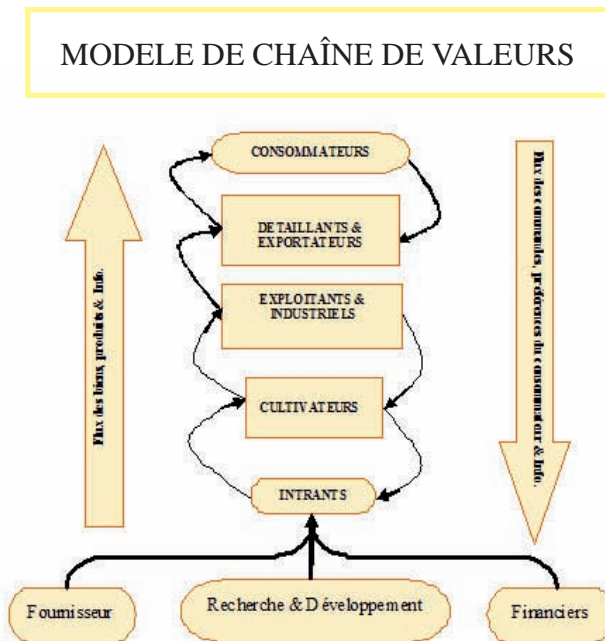 MODELE DE CHAÎNE DE VALEURS
CONSOMMATEURS
DETAILLANTS &
EXPORTATEURS
EXPLOITANTS &
INDUSTRIELS
CULTIVATEURS
INTRANTS
Flux des biens, produits & Info.
Flux des commandes, préférences du consommateur & Info.
Fournisseur
Recherche & Développement
Financiers